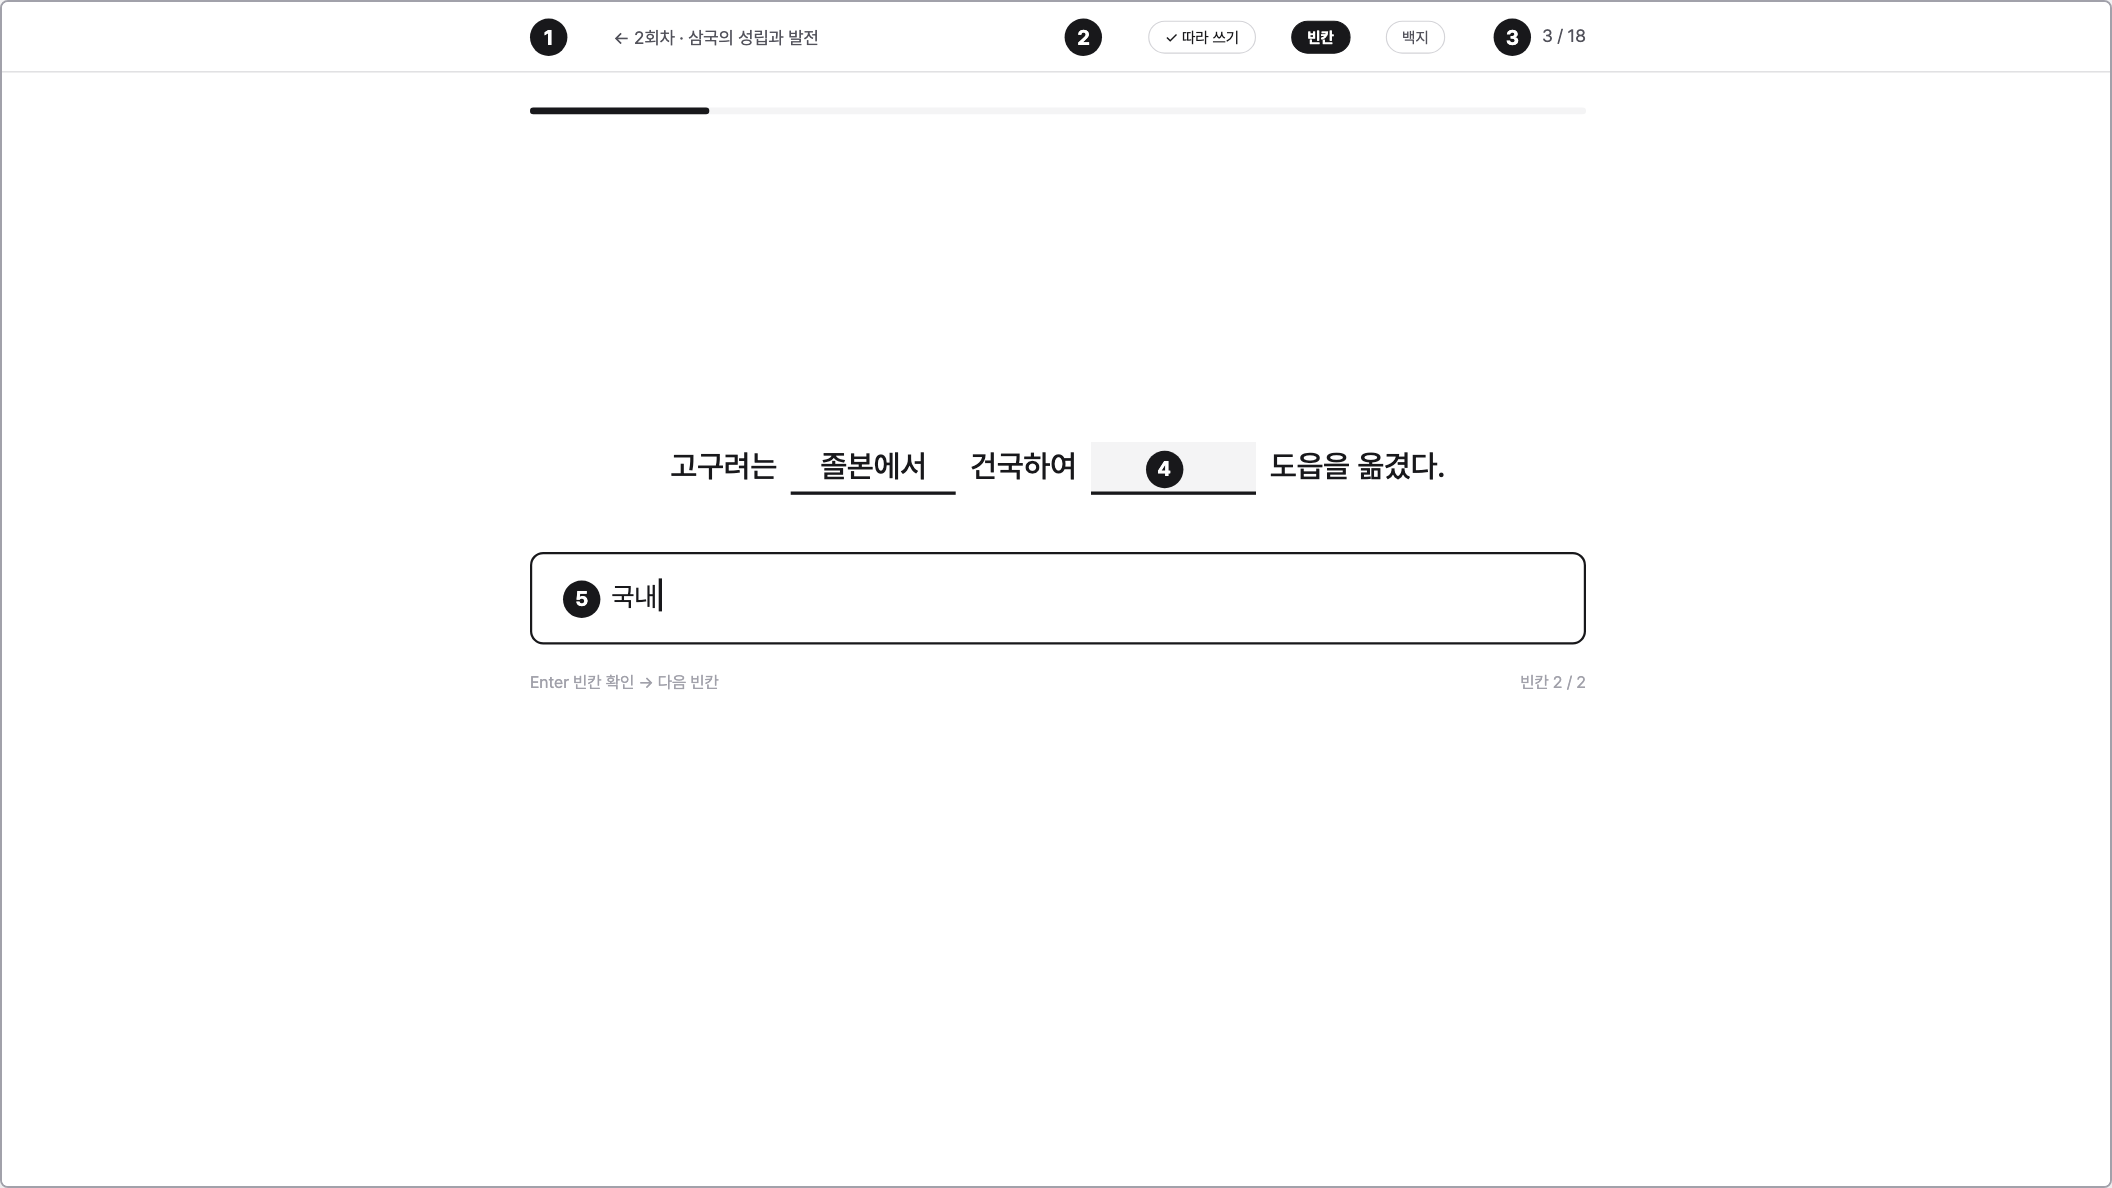 1 ← 2회차 · 삼국의 성립과 발전 2 ✓ 따라 쓰기 빈칸 백지 3 3 / 18
고구려는 졸본에서 건국하여 4 도읍을 옮겼다.
5 국내
Enter 빈칸 확인 → 다음 빈칸 빈칸 2 / 2